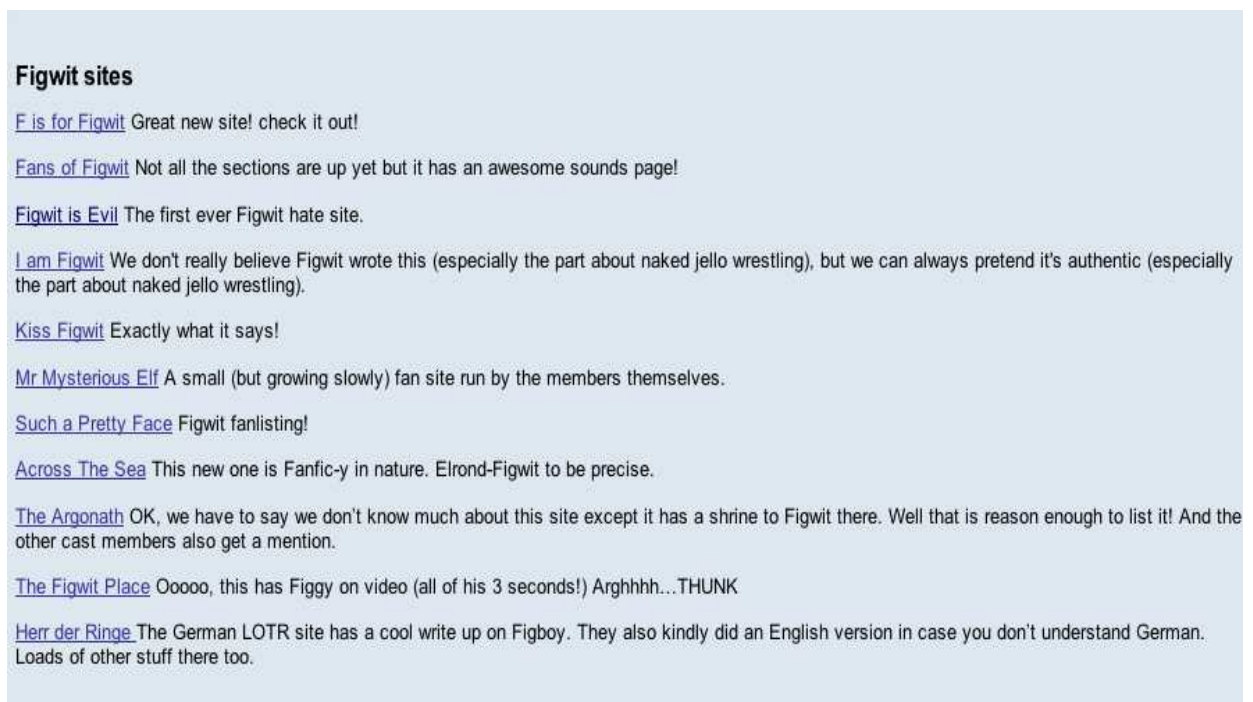 Figwit sites
F is for Figwit Great new site! check it out!
Fans of Figwit Not all the sections are up yet but it has an awesome sounds page!
Figwit is Evil The first ever Figwit hate site.
I am Figwit We don't really believe Figwit wrote this (especially the part about naked jello wrestling), but we can always pretend it's authentic (especially
the part about naked jello wrestling).
Kiss Figwit Exactly what it says!
Mr Mysterious Elf A small (but growing slowly) fan site run by the members themselves.
Such a Pretty Face Figwit fanlisting!
Across The Sea This new one is Fanfic-y in nature. Elrond-Figwit to be precise.
The Argonath OK, we have to say we don't know much about this site except it has a shrine to Figwit there. Well that is reason enough to list it! And the
other cast members also get a mention.
The Figwit Place Ooooo, this has Figgy on video (all of his 3 seconds!) Arghhhh...THUNK
Herr der Ringe The German LOTR site has a cool write up on Figboy. They also kindly did an English version in case you don't understand German.
Loads of other stuff there too.